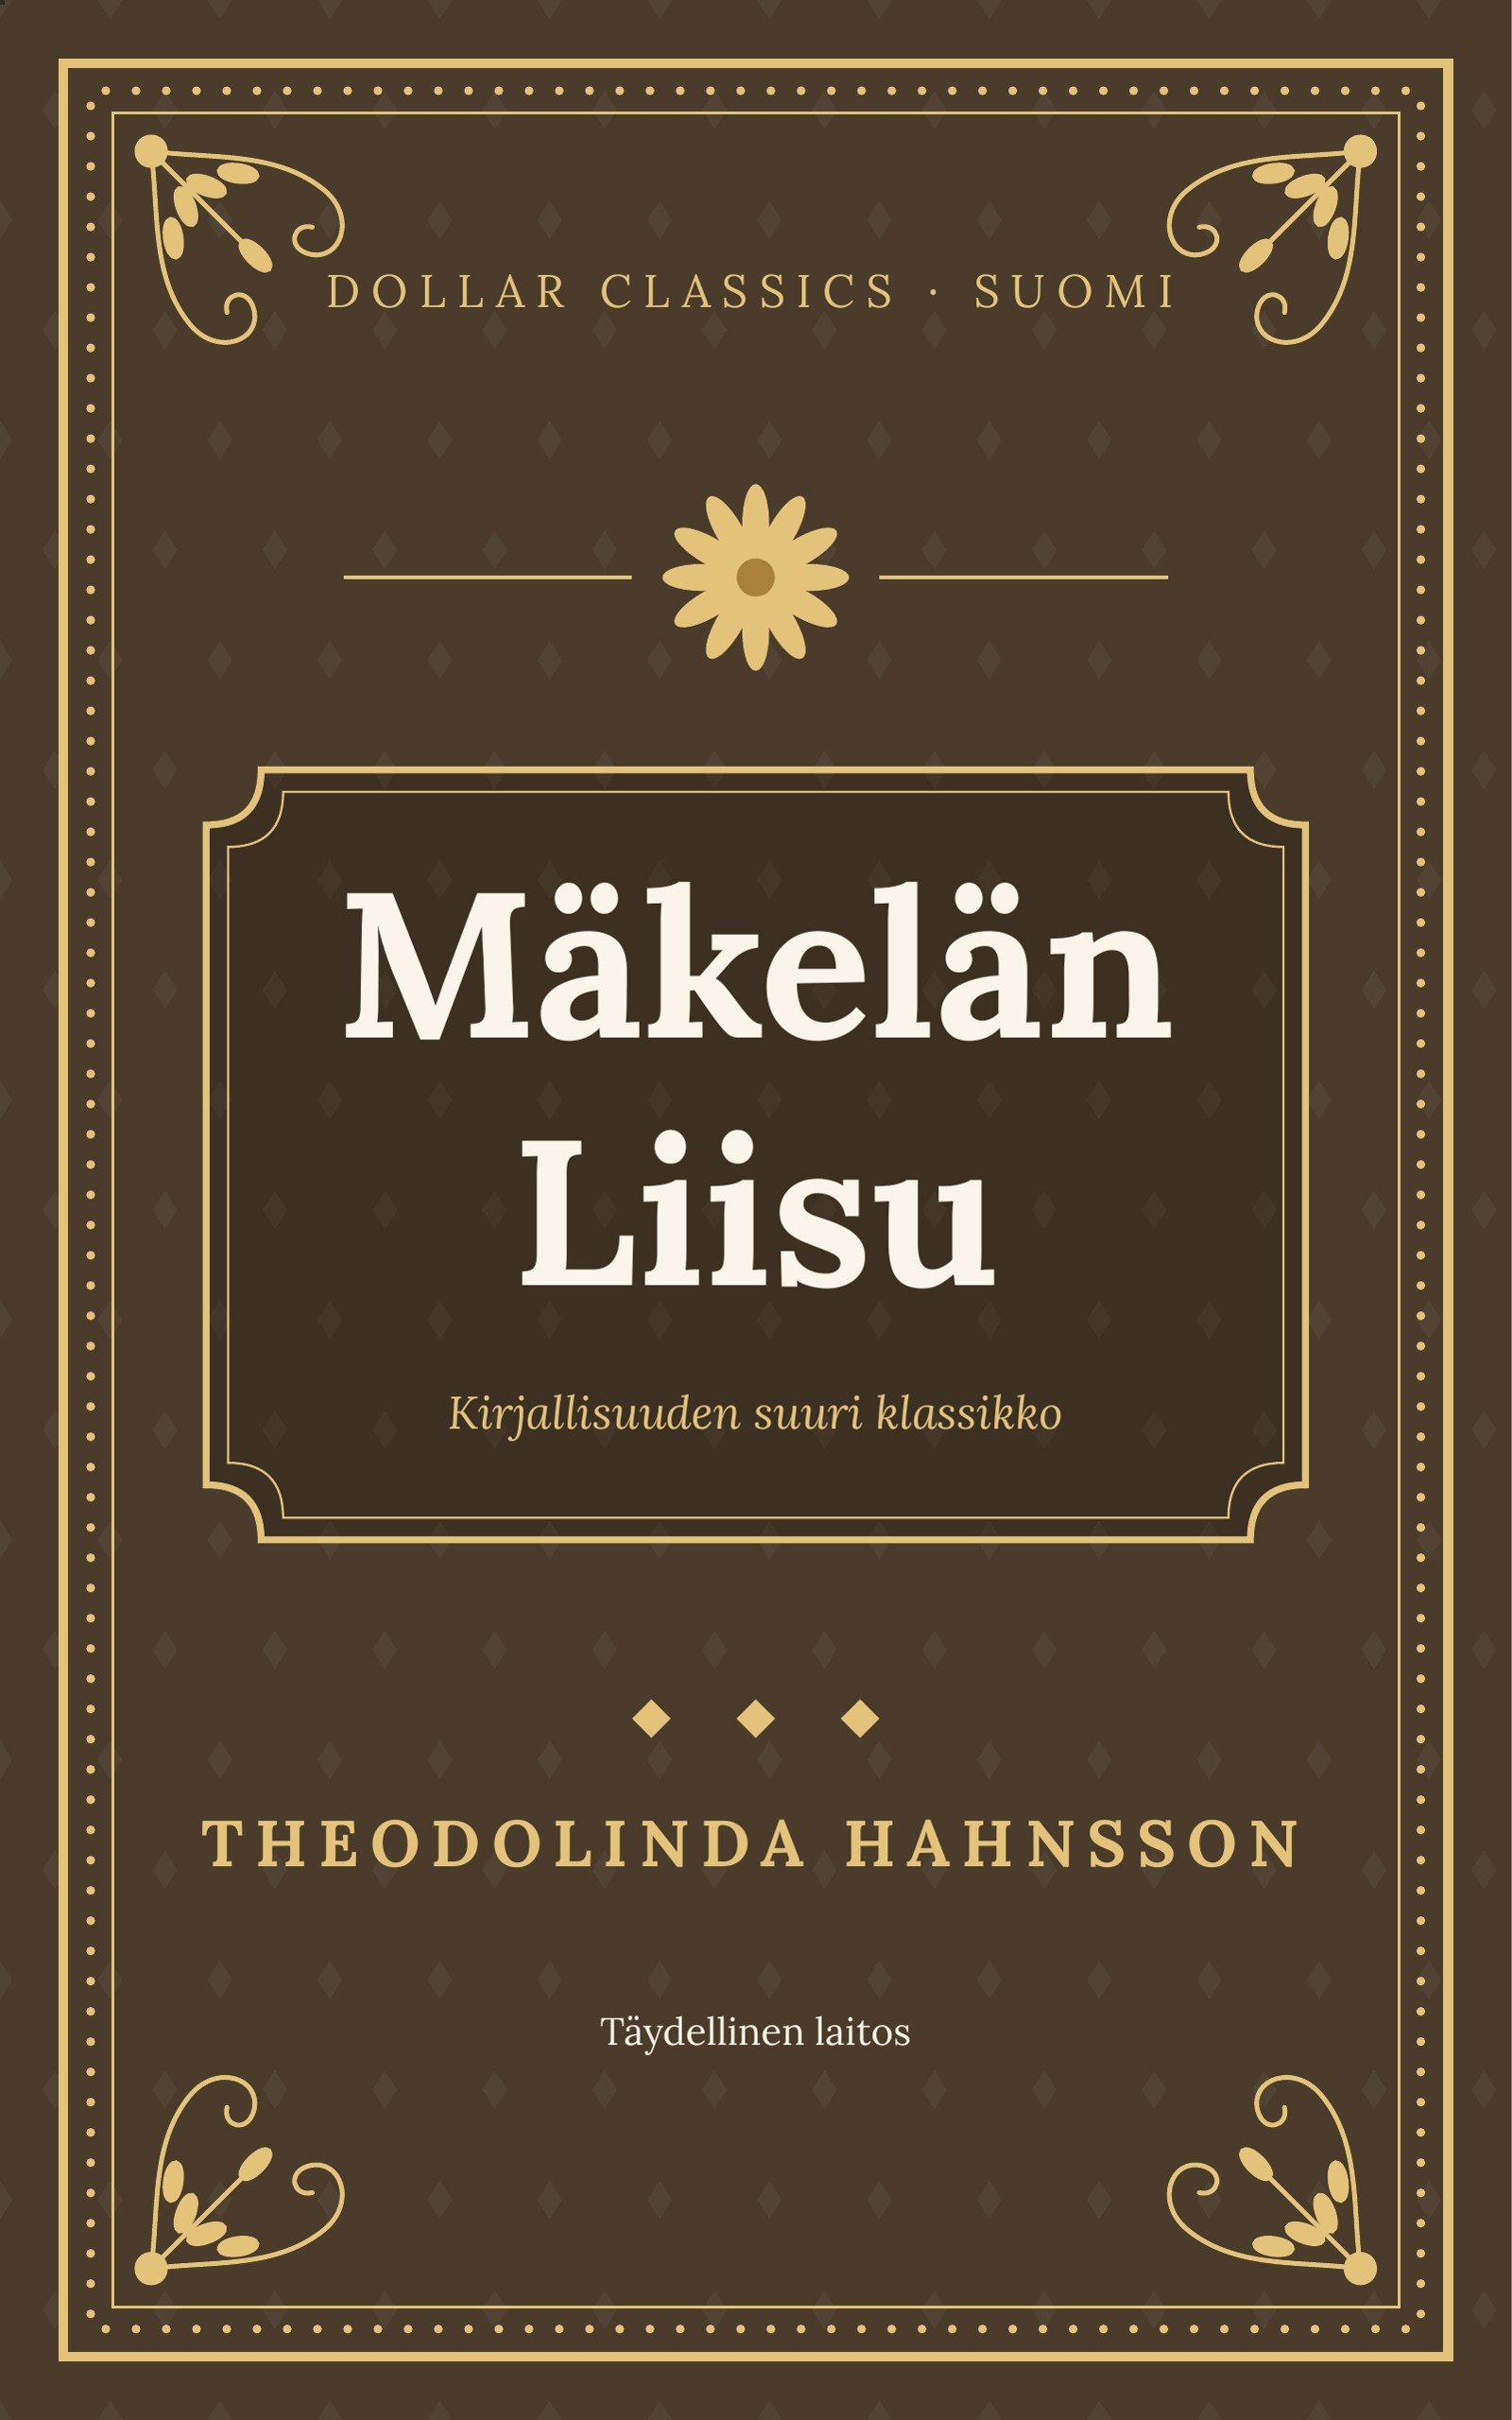 DOLLAR CLASSICS · SUOMI
Mäkelän
Liisu
Kirjallisuuden suuri klassikko
THEODOLINDA HAHNSSON
Täydellinen laitos